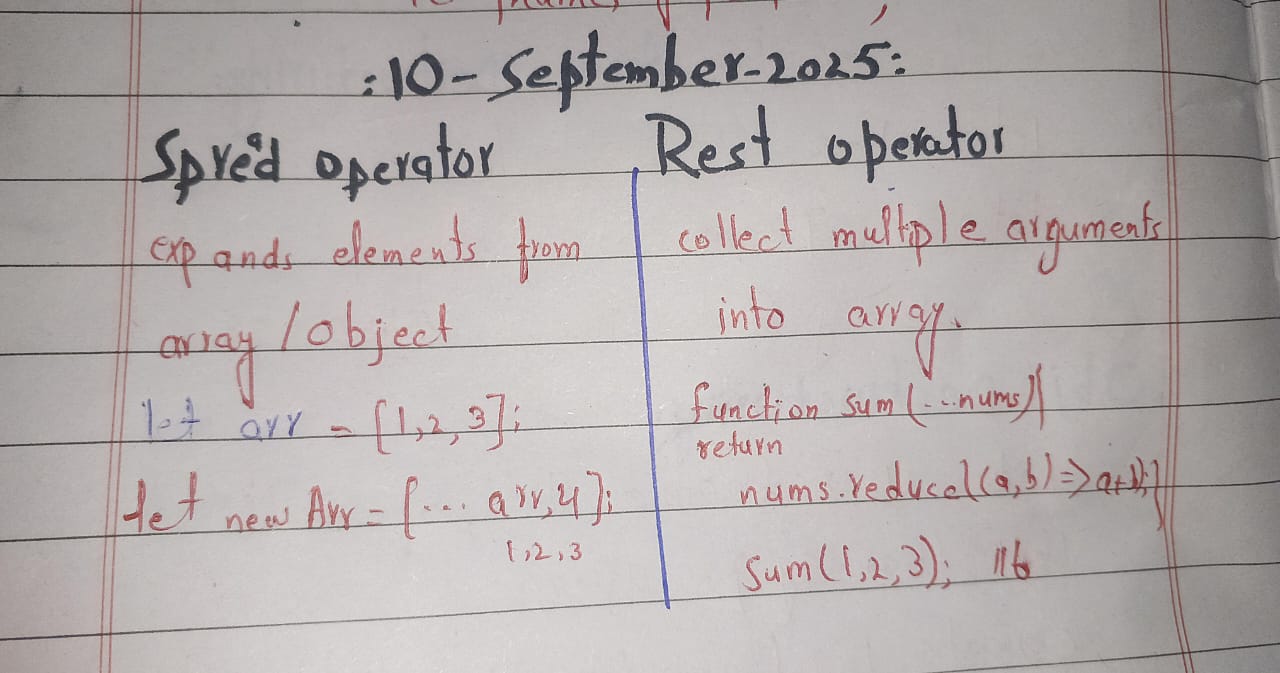 :10-September-2025:
Spread operator
expands elements from
array/object
let arr = [1,2,3];
let new Arr = [... arr,4];
1,2,3
Rest operator
collect multiple arguments
into array.
function sum(...nums){
return
nums.reduce((a,b)=>a+b);}
sum(1,2,3); //6